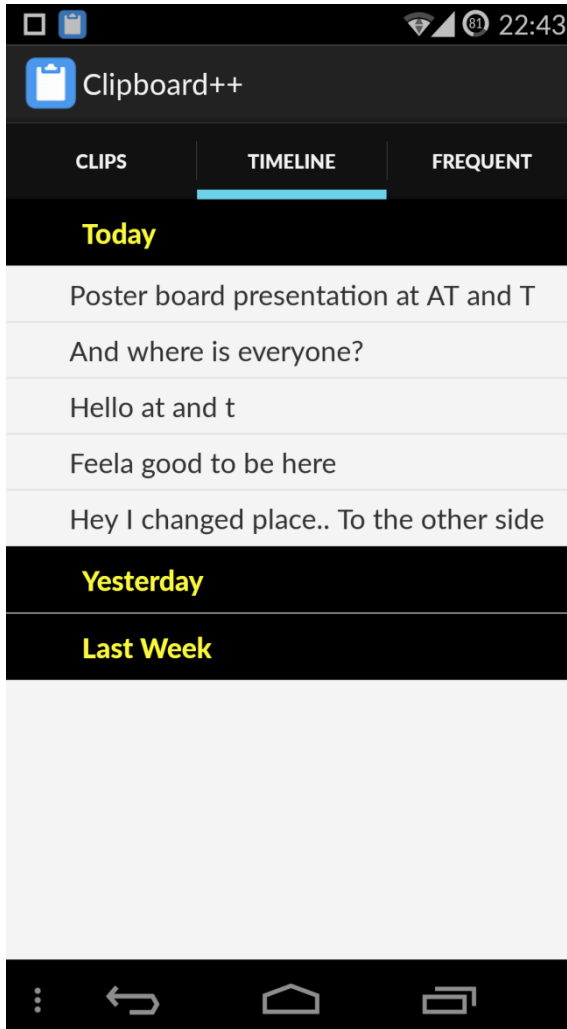 81 22:43
Clipboard++
CLIPS TIMELINE FREQUENT
Today
Poster board presentation at AT and T
And where is everyone?
Hello at and t
Feela good to be here
Hey I changed place.. To the other side
Yesterday
Last Week